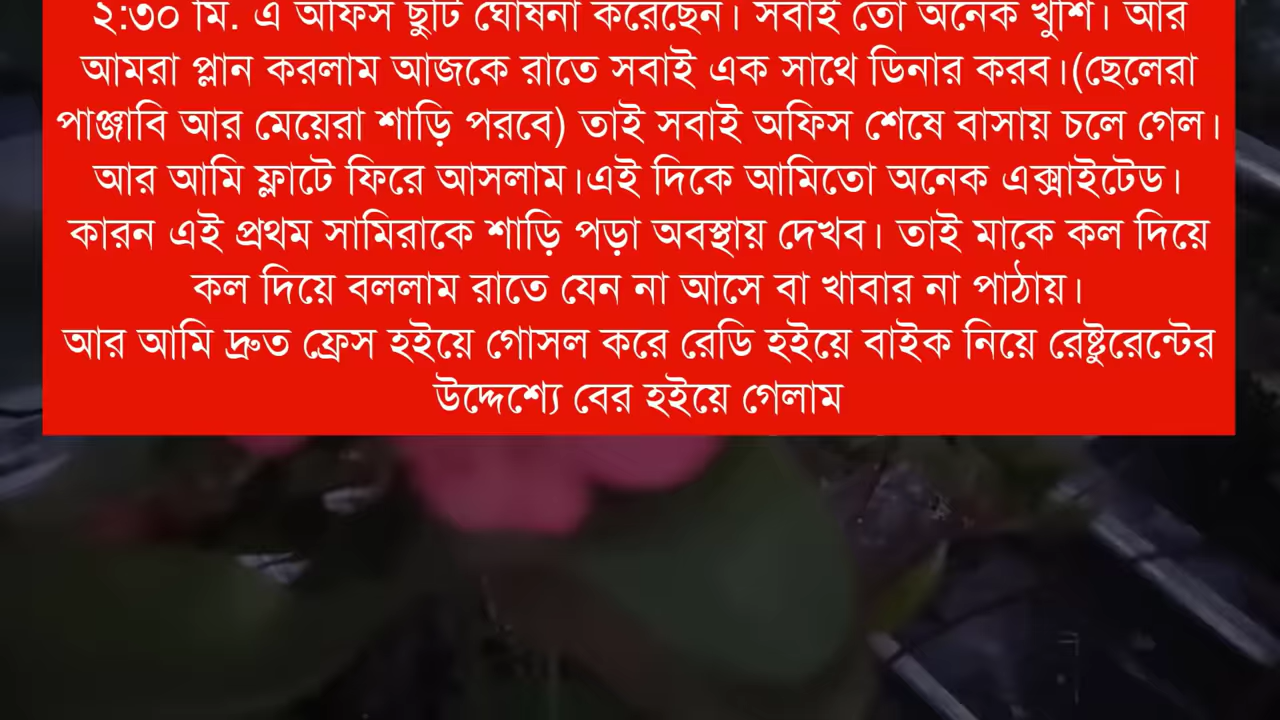 ২:৩০ মি. এ অফিস ছুটি ঘোষনা করেছেন। সবাই তো অনেক খুশি। আর
আমরা প্লান করলাম আজকে রাতে সবাই এক সাথে ডিনার করব।(ছেলেরা
পাঞ্জাবি আর মেয়েরা শাড়ি পরবে) তাই সবাই অফিস শেষে বাসায় চলে গেল।
আর আমি ফ্লাটে ফিরে আসলাম।এই দিকে আমিতো অনেক এক্সাইটেড।
কারন এই প্রথম সামিরাকে শাড়ি পড়া অবস্থায় দেখব। তাই মাকে কল দিয়ে
কল দিয়ে বললাম রাতে যেন না আসে বা খাবার না পাঠায়।
আর আমি দ্রুত ফ্রেস হইয়ে গোসল করে রেডি হইয়ে বাইক নিয়ে রেষ্টুরেন্টের
উদ্দেশ্যে বের হইয়ে গেলাম